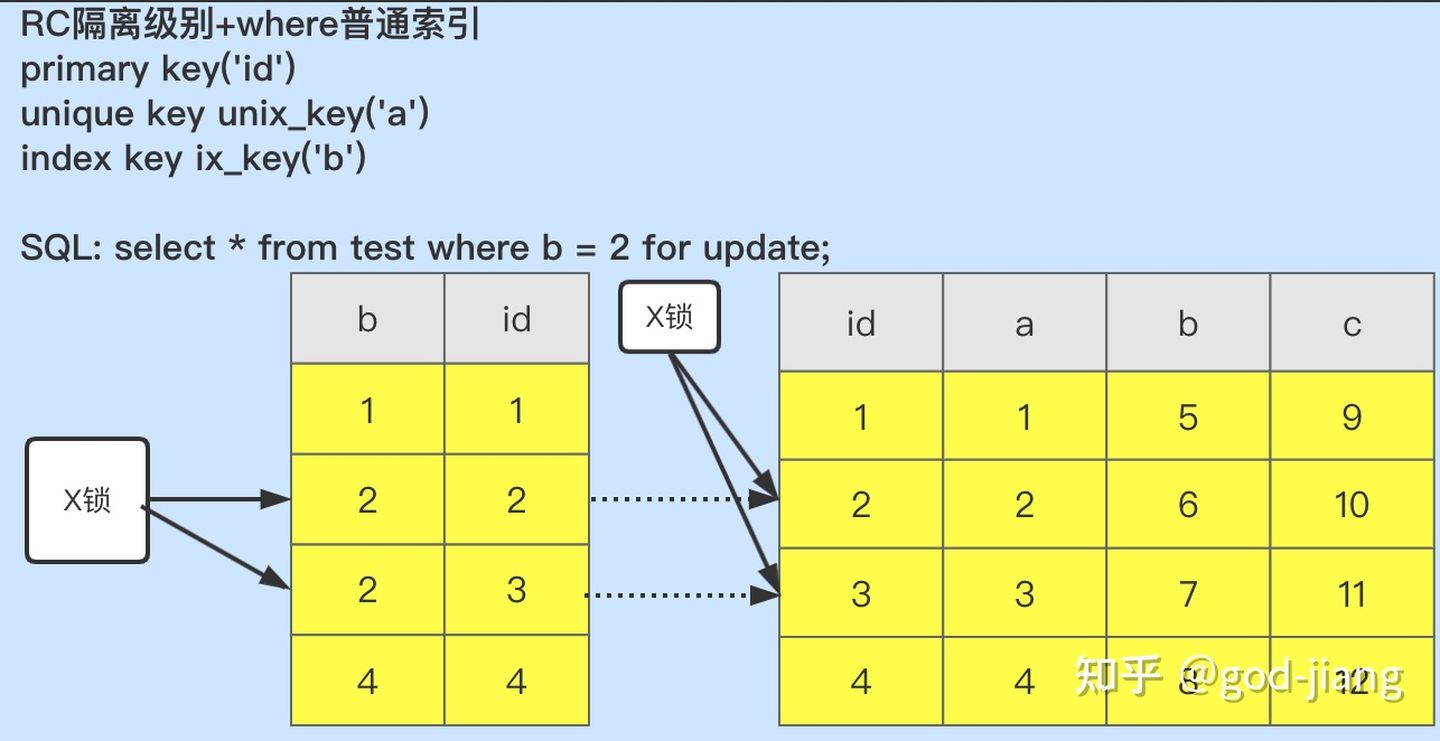 RC隔离级别+where普通索引
primary key('id')
unique key unix_key('a')
index key ix_key('b')
SQL: select * from test where b = 2 for update;
X锁
b id
1 1
2 2
2 3
4 4
X锁
id a b c
1 1 5 9
2 2 6 10
3 3 7 11
4 4 8 12
知乎 @god-jiang